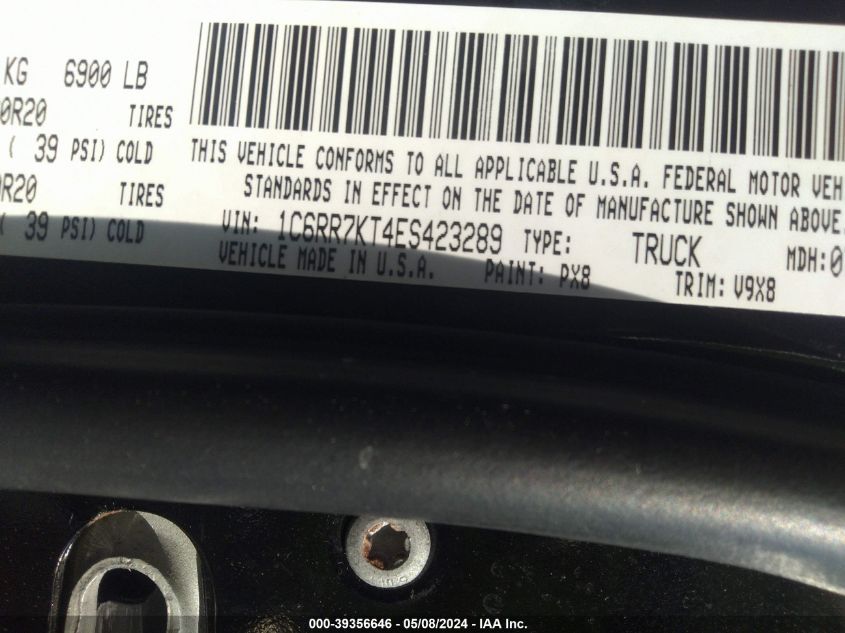 KG 6900 LB
0R20 TIRES
( 39 PSI) COLD
0R20 TIRES
( 39 PSI) COLD
THIS VEHICLE CONFORMS TO ALL APPLICABLE U.S.A. FEDERAL MOTOR VEH
STANDARDS IN EFFECT ON THE DATE OF MANUFACTURE SHOWN ABOVE.
VIN: 1C6RR7KT4ES423289 TYPE: TRUCK MDH:0
VEHICLE MADE IN U.S.A. PAINT: PX8 TRIM: V9X8
000-39356646 - 05/08/2024 - IAA Inc.